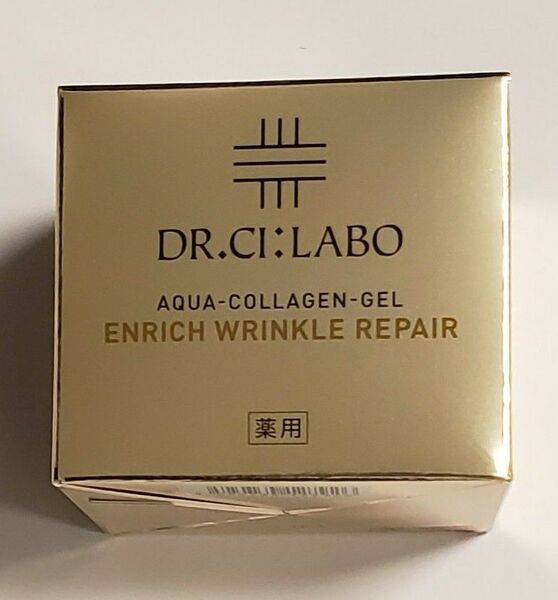 DR.CI:LABO
AQUA-COLLAGEN-GEL
ENRICH WRINKLE REPAIR
薬用